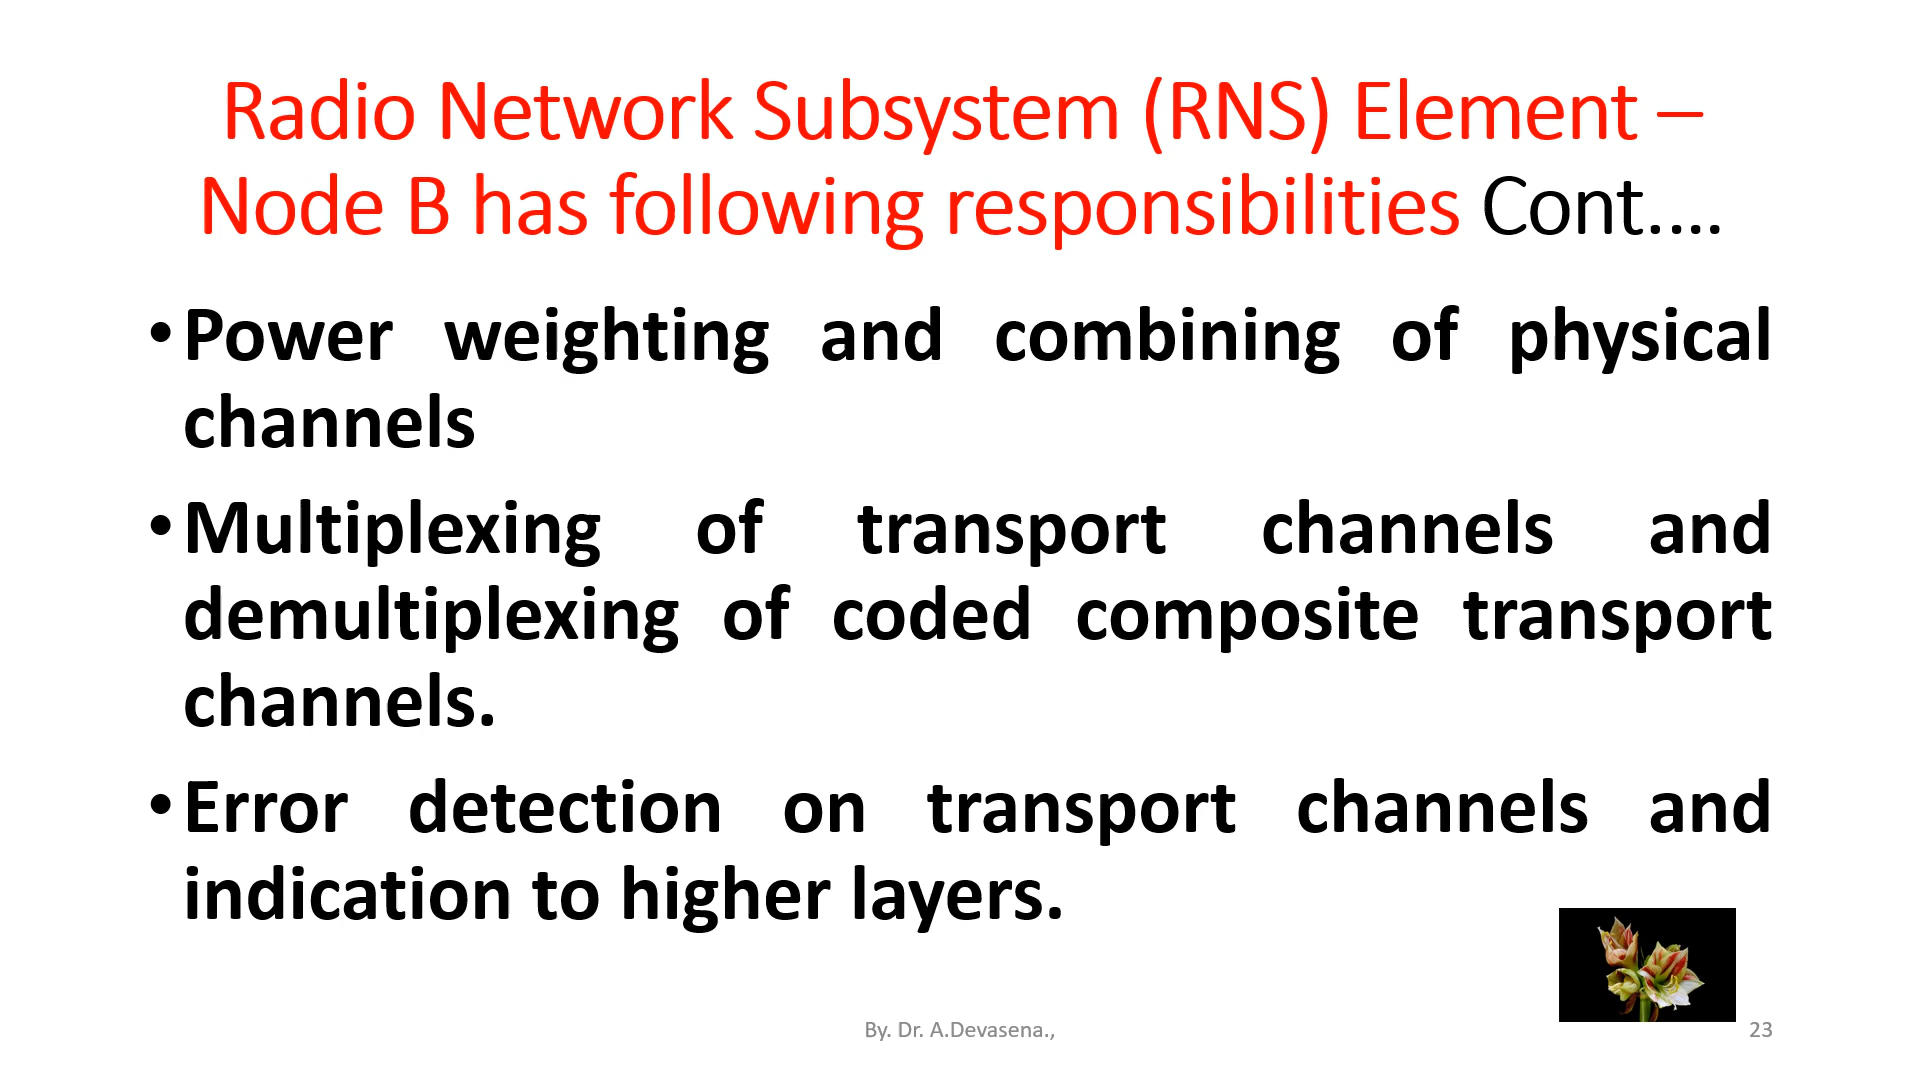 Radio Network Subsystem (RNS) Element –
Node B has following responsibilities Cont.…
•Power weighting and combining of physical
channels
•Multiplexing of transport channels and
demultiplexing of coded composite transport
channels.
•Error detection on transport channels and
indication to higher layers.
By. Dr. A.Devasena.,
23